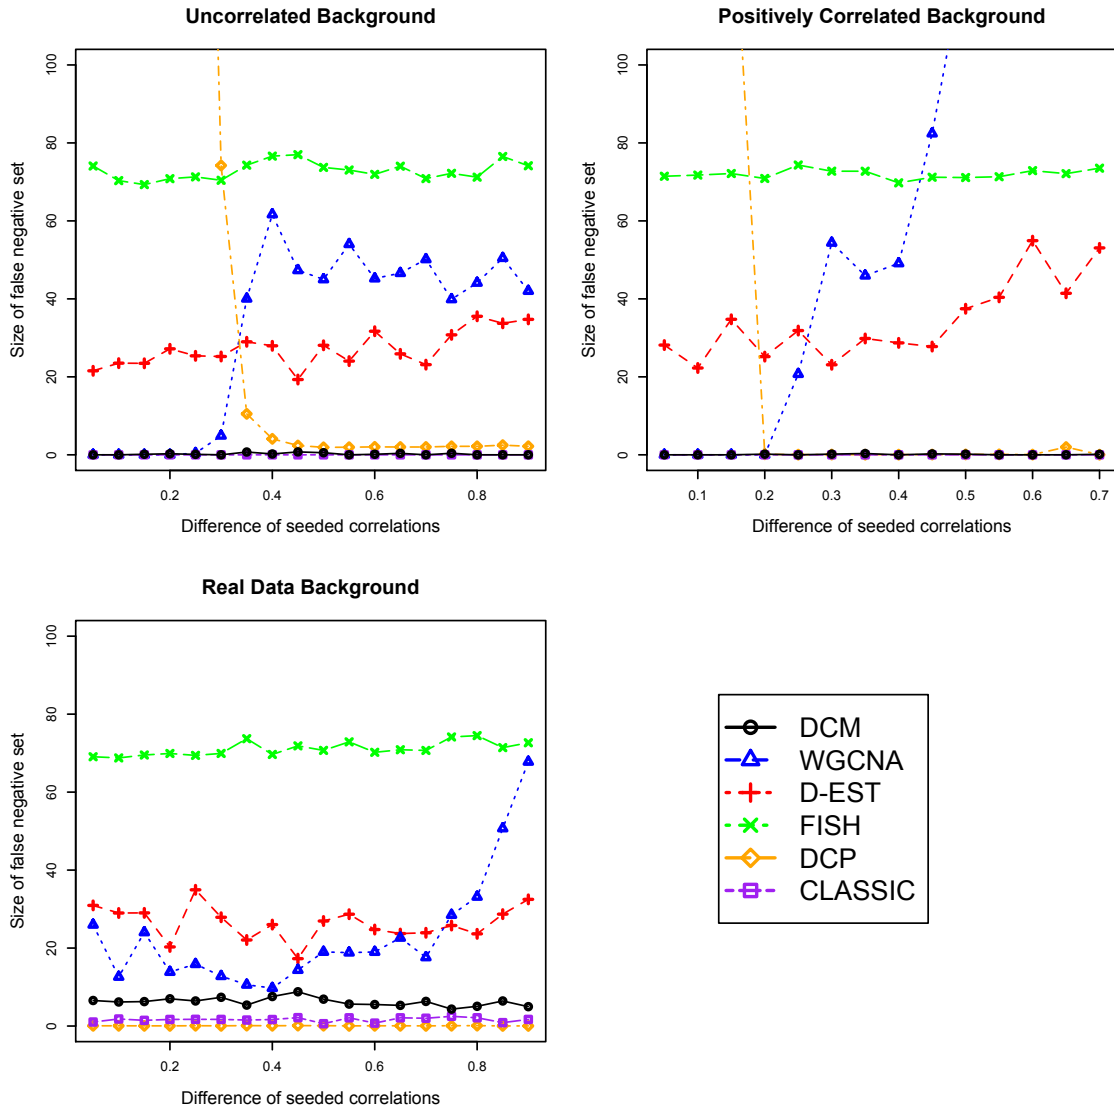 Uncorrelated Background
Size of false negative set
0 20 40 60 80 100
0.2 0.4 0.6 0.8
Difference of seeded correlations
Positively Correlated Background
Size of false negative set
0 20 40 60 80 100
0.1 0.2 0.3 0.4 0.5 0.6 0.7
Difference of seeded correlations
Real Data Background
Size of false negative set
0 20 40 60 80 100
0.2 0.4 0.6 0.8
Difference of seeded correlations
DCM
WGCNA
D-EST
FISH
DCP
CLASSIC